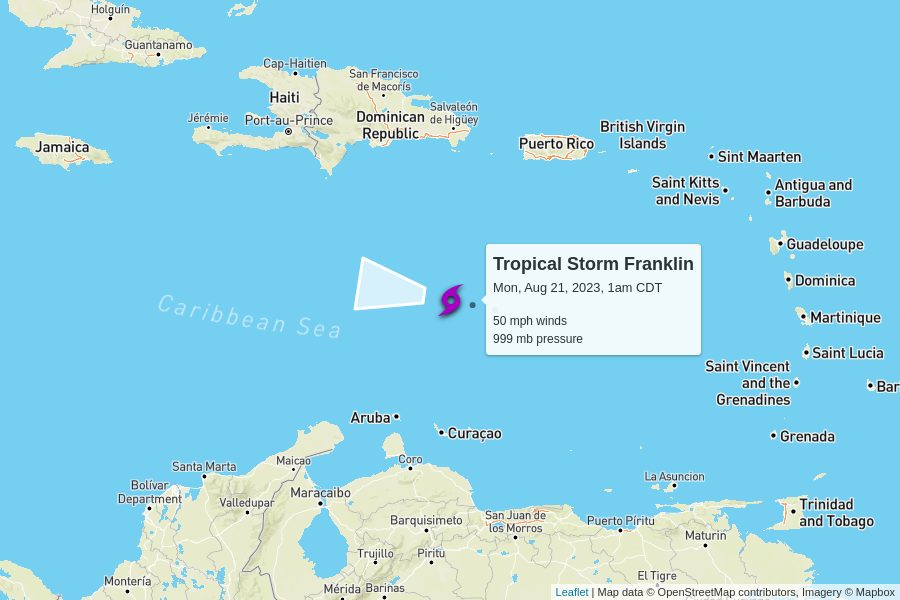 Holguín
Guantanamo
Cap-Haitien
San Francisco
de Macorís
Haiti
Salvaleón
de Higüey
Jérémie
Port-au-Prince
Dominican
Republic
Jamaica
Puerto Rico
British Virgin
Islands
Sint Maarten
Saint Kitts
and Nevis
Antigua and
Barbuda
Guadeloupe
Tropical Storm Franklin
Mon, Aug 21, 2023, 1am CDT
50 mph winds
999 mb pressure
Dominica
Caribbean Sea
Martinique
Saint Lucia
Saint Vincent
and the
Grenadines
Bar
Aruba
Curaçao
Grenada
Santa Marta
Maicao
Coro
La Asuncion
Bolívar
Department
Valledupar
Maracaibo
Barquisimeto
San Juan de
los Morros
Puerto Píritu
Trinidad
and Tobago
Maturin
Trujillo
Piritu
Montería
Mérida
Barinas
El Tigre
Leaflet | Map data © OpenStreetMap contributors, Imagery © Mapbox